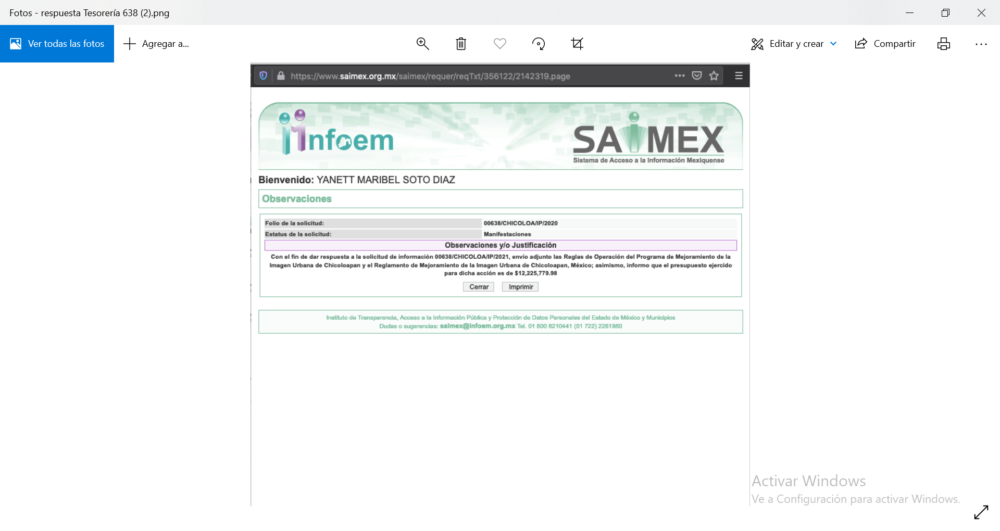 Fotos - respuesta Tesorería 638 (2).png
Ver todas las fotos
Agregar a...
Editar y crear
Compartir
https://www.saimex.org.mx/saimex/requer/reqTxt/356122/2142319.page
infoem
SAIMEX
Sistema de Acceso a la Información Mexiquense
Bienvenido: YANETT MARIBEL SOTO DIAZ
Observaciones
Folio de la solicitud: 00638/CHICOLOA/IP/2020
Estatus de la solicitud: Manifestaciones
Observaciones y/o Justificación
Con el fin de dar respuesta a la solicitud de información 00638/CHICOLOA/IP/2021, envío adjunto las Reglas de Operación del Programa de Mejoramiento de la
Imagen Urbana de Chicoloapan y el Reglamento de Mejoramiento de la Imagen Urbana de Chicoloapan, México; asimismo, informo que el presupuesto ejercido
para dicha acción es de $12,225,779.98
Cerrar Imprimir
Instituto de Transparencia, Acceso a la Información Pública y Protección de Datos Personales del Estado de México y Municipios
Dudas o sugerencias: saimex@infoem.org.mx Tel. 01 800 8210441 (01 722) 2261980
Activar Windows
Ve a Configuración para activar Windows.